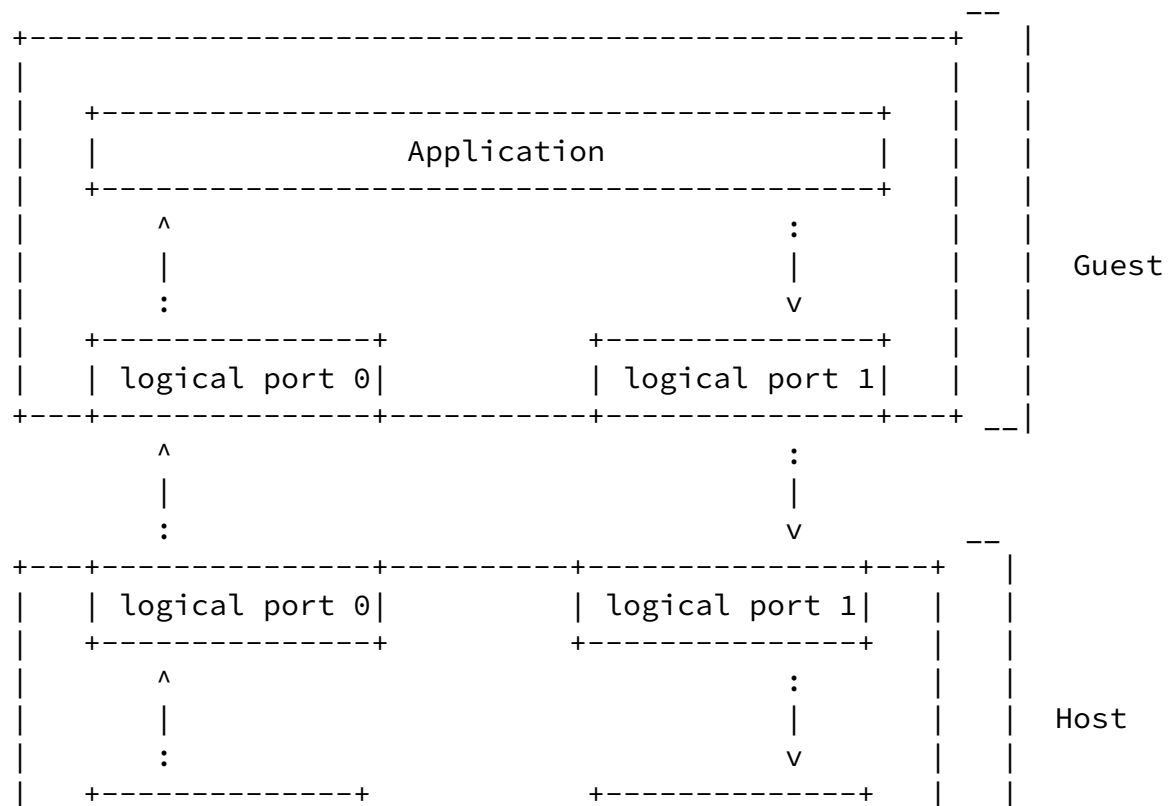 Application
Guest
logical port 0 logical port 1
logical port 0 logical port 1
Host